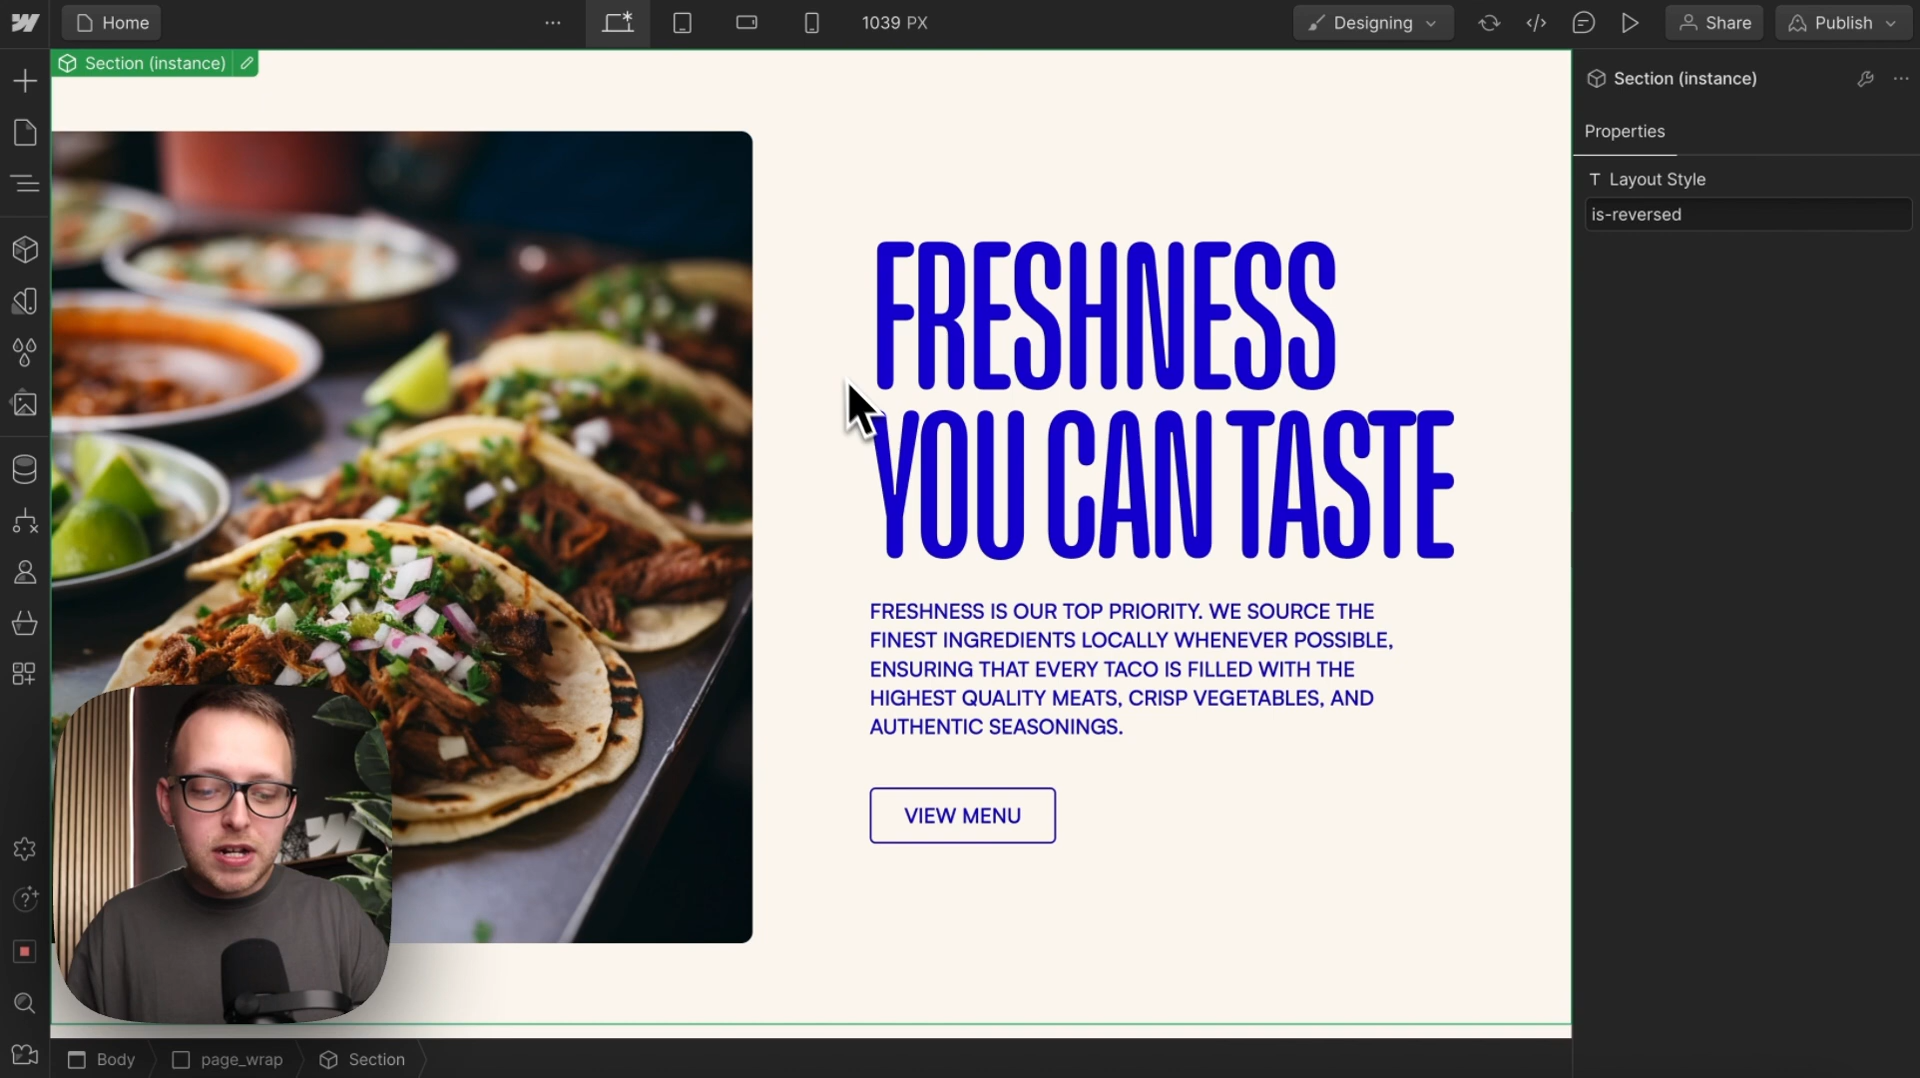 Home
1039 PX
Designing
Share
Publish
Section (instance)
Section (instance)
Properties
Layout Style
is-reversed
FRESHNESS
YOU CAN TASTE
FRESHNESS IS OUR TOP PRIORITY. WE SOURCE THE
FINEST INGREDIENTS LOCALLY WHENEVER POSSIBLE,
ENSURING THAT EVERY TACO IS FILLED WITH THE
HIGHEST QUALITY MEATS, CRISP VEGETABLES, AND
AUTHENTIC SEASONINGS.
VIEW MENU
Body
page_wrap
Section